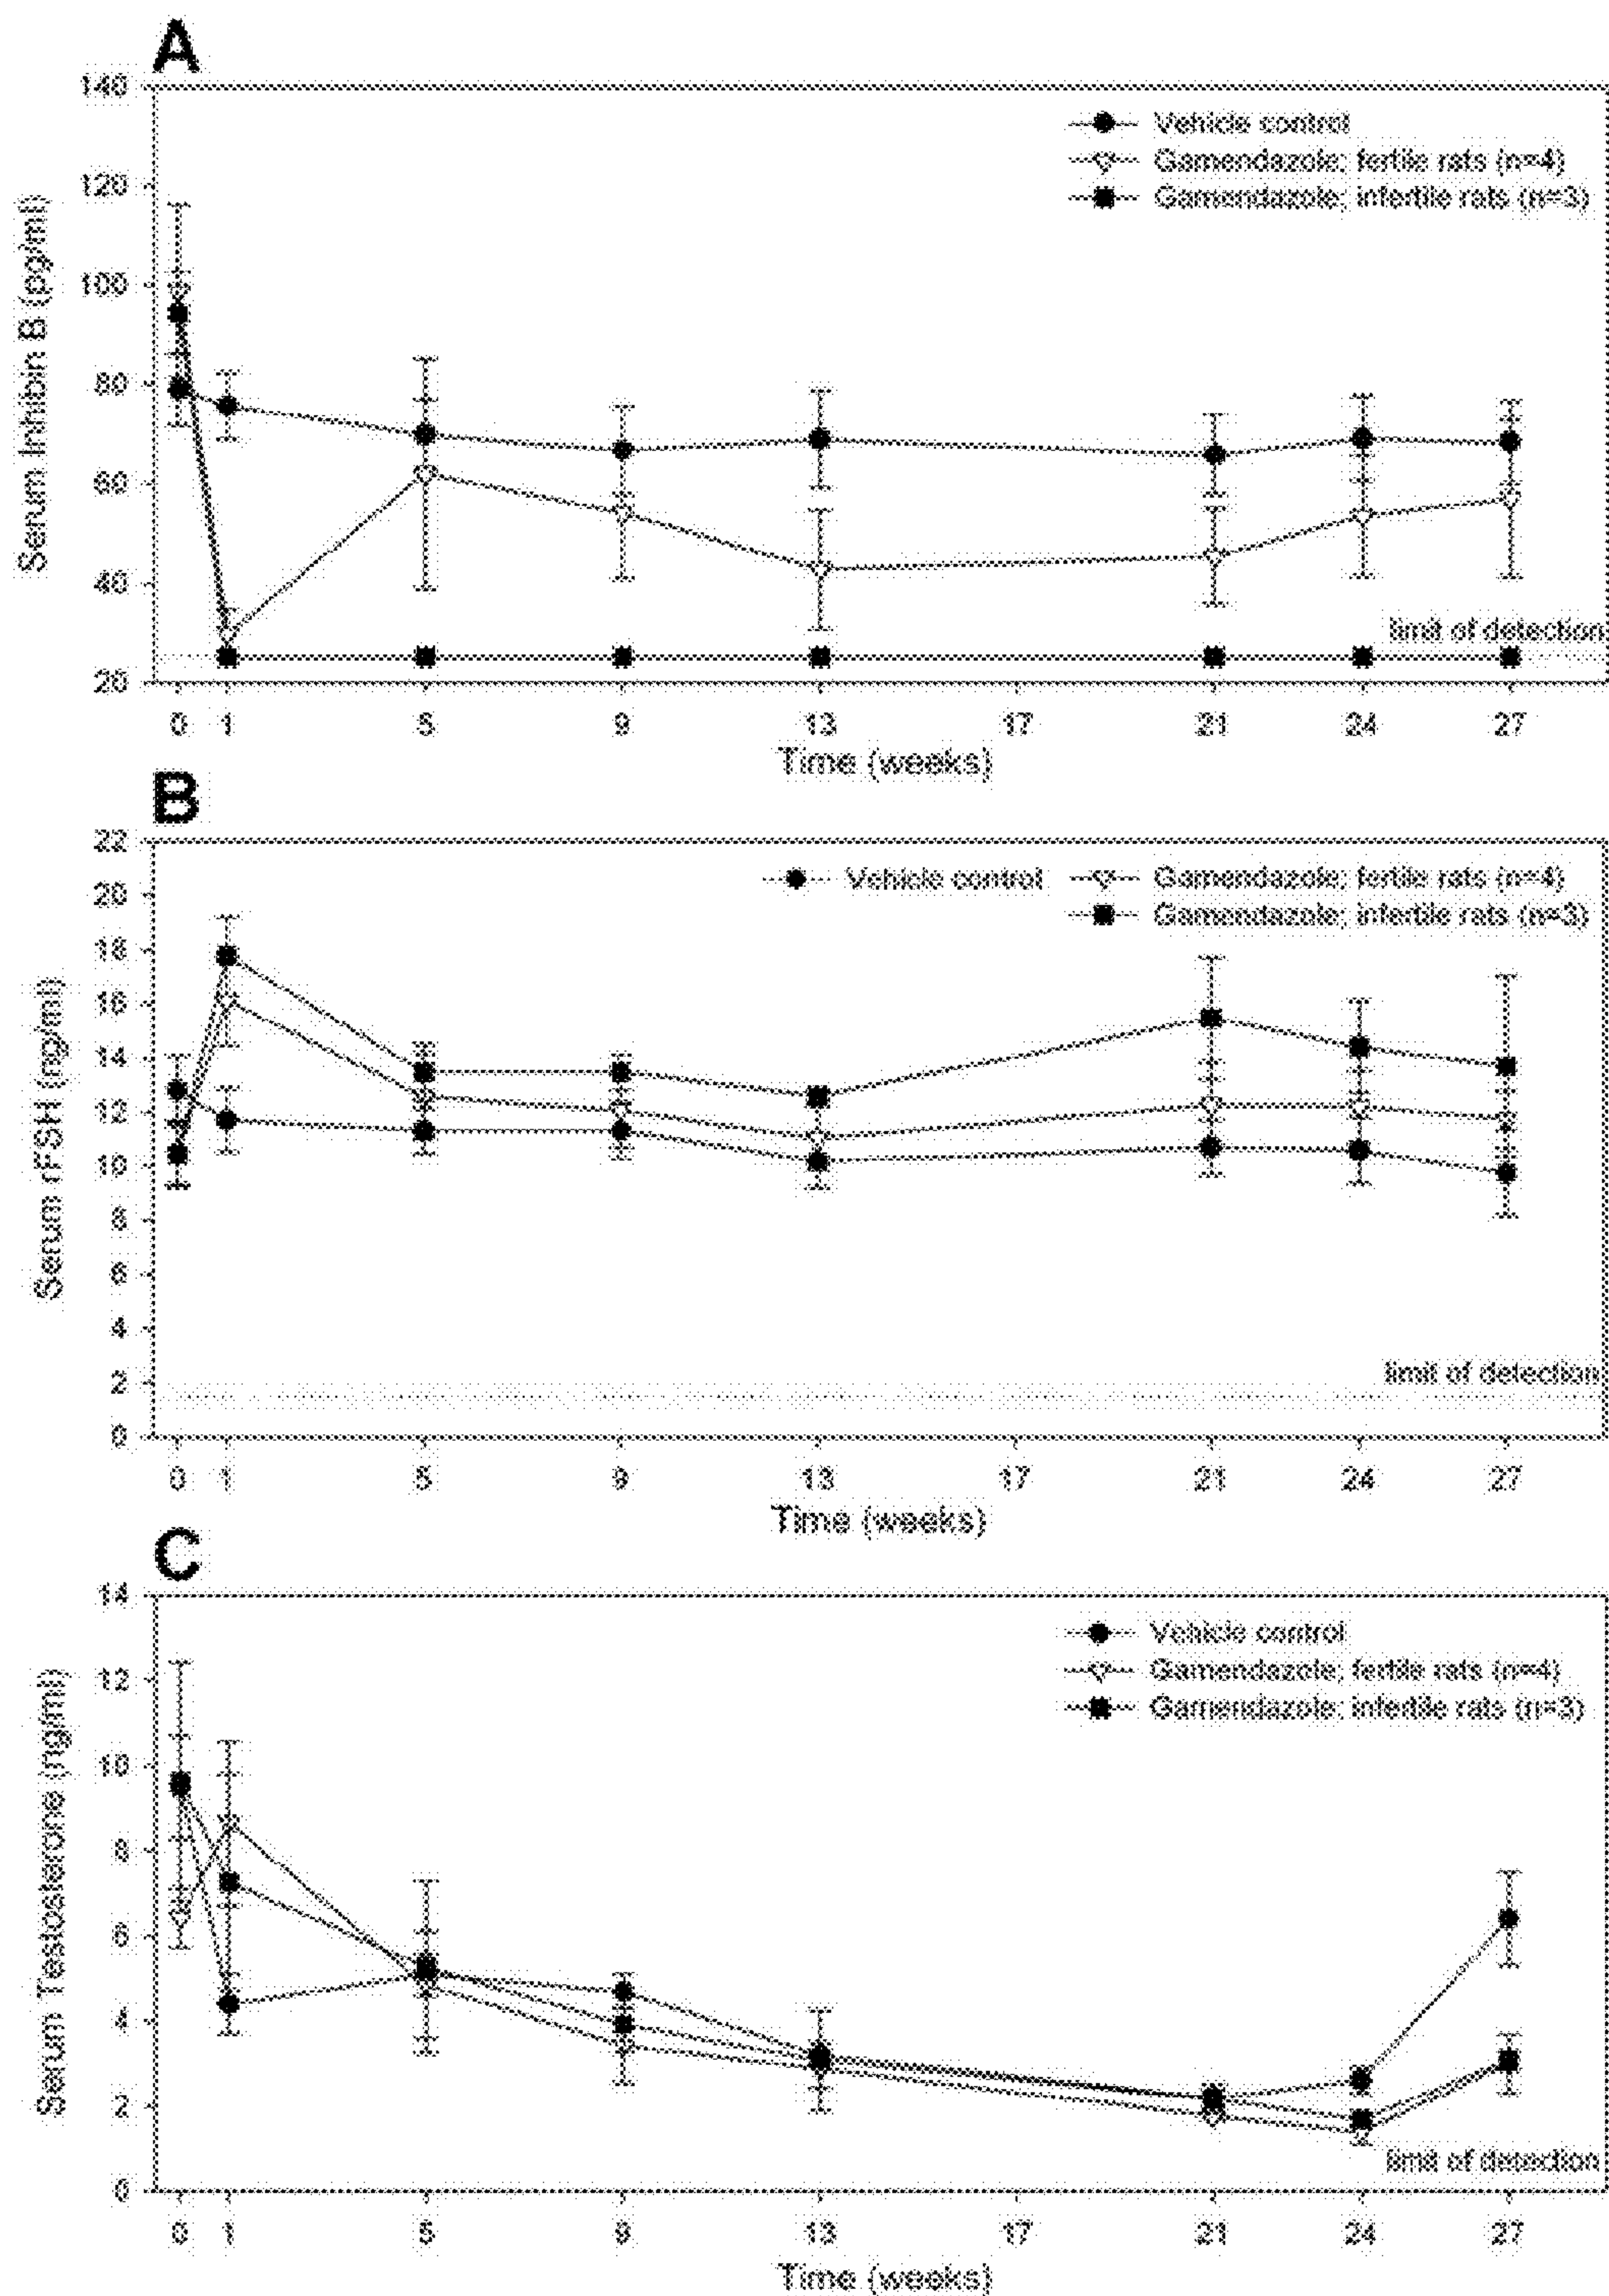 A
140
120
100
80
60
40
20
Serum Inhibin B (pg/ml)
Vehicle control
Gamendazole; fertile rats (n=4)
Gamendazole; infertile rats (n=3)
limit of detection
0 1 5 9 13 17 21 24 27
Time (weeks)
B
22
20
18
16
14
12
10
8
6
4
2
0
Serum rFSH (ng/ml)
Vehicle control Gamendazole; fertile rats (n=4)
Gamendazole; infertile rats (n=3)
limit of detection
0 1 5 9 13 17 21 24 27
Time (weeks)
C
14
12
10
8
6
4
2
0
Serum Testosterone (ng/ml)
Vehicle control
Gamendazole; fertile rats (n=4)
Gamendazole; infertile rats (n=3)
limit of detection
0 1 5 9 13 17 21 24 27
Time (weeks)